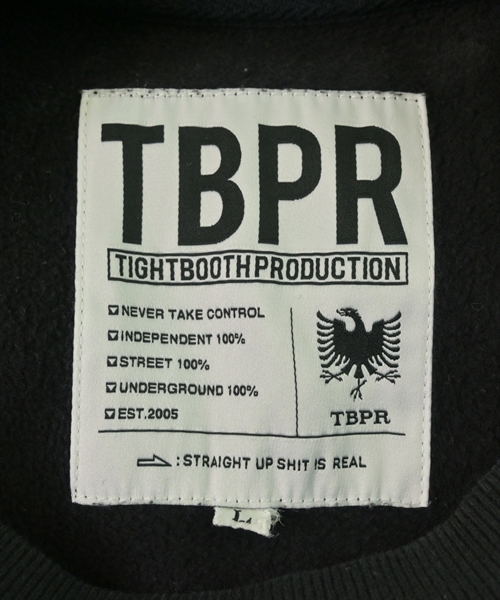 TBPR
TIGHTBOOTHPRODUCTION
NEVER TAKE CONTROL
INDEPENDENT 100%
STREET 100%
UNDERGROUND 100%
EST.2005
TBPR
: STRAIGHT UP SHIT IS REAL
L